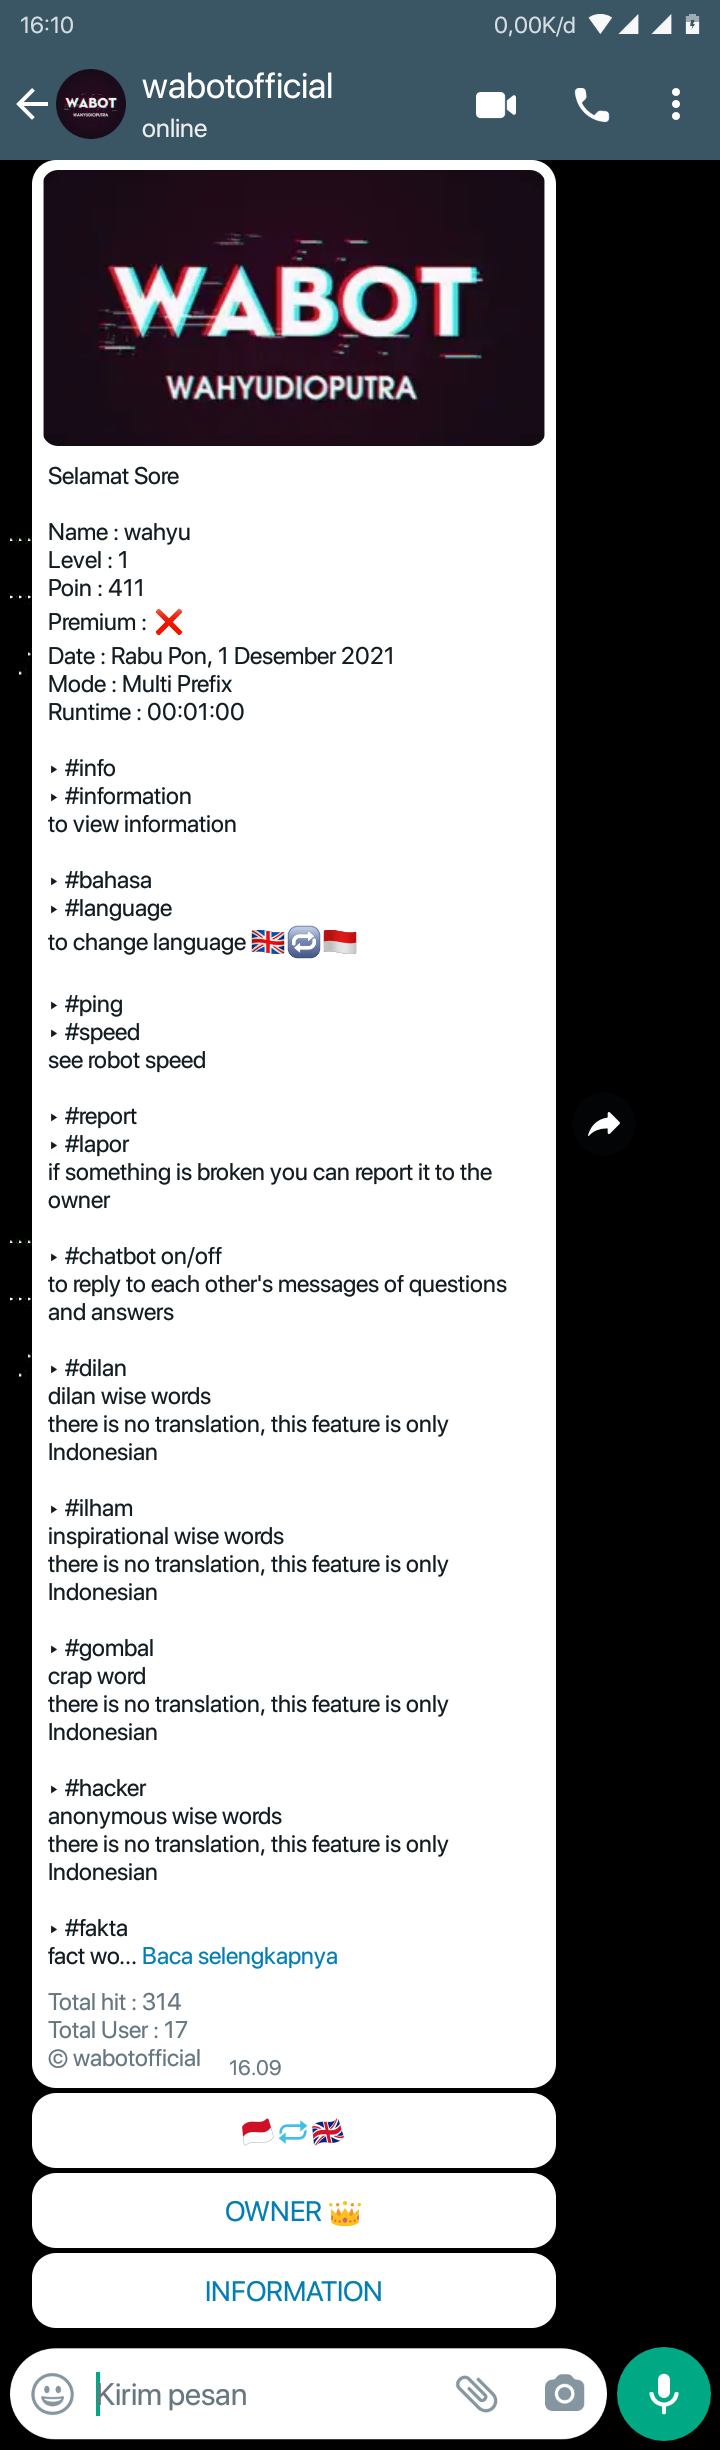 16:10
0,00K/d
WABOT
WAHYUDIOPUTRA
wabotofficial
online
WABOT
WAHYUDIOPUTRA
Selamat Sore
Name : wahyu
Level : 1
Poin : 411
Premium : ❌
Date : Rabu Pon, 1 Desember 2021
Mode : Multi Prefix
Runtime : 00:01:00
‣ #info
‣ #information
to view information
‣ #bahasa
‣ #language
to change language 🇬🇧🔁🇮🇩
‣ #ping
‣ #speed
see robot speed
‣ #report
‣ #lapor
if something is broken you can report it to the
owner
‣ #chatbot on/off
to reply to each other's messages of questions
and answers
‣ #dilan
dilan wise words
there is no translation, this feature is only
Indonesian
‣ #ilham
inspirational wise words
there is no translation, this feature is only
Indonesian
‣ #gombal
crap word
there is no translation, this feature is only
Indonesian
‣ #hacker
anonymous wise words
there is no translation, this feature is only
Indonesian
‣ #fakta
fact wo... Baca selengkapnya
Total hit : 314
Total User : 17
© wabotofficial
16.09
🇮🇩🔁🇬🇧
OWNER 👑
INFORMATION
Kirim pesan